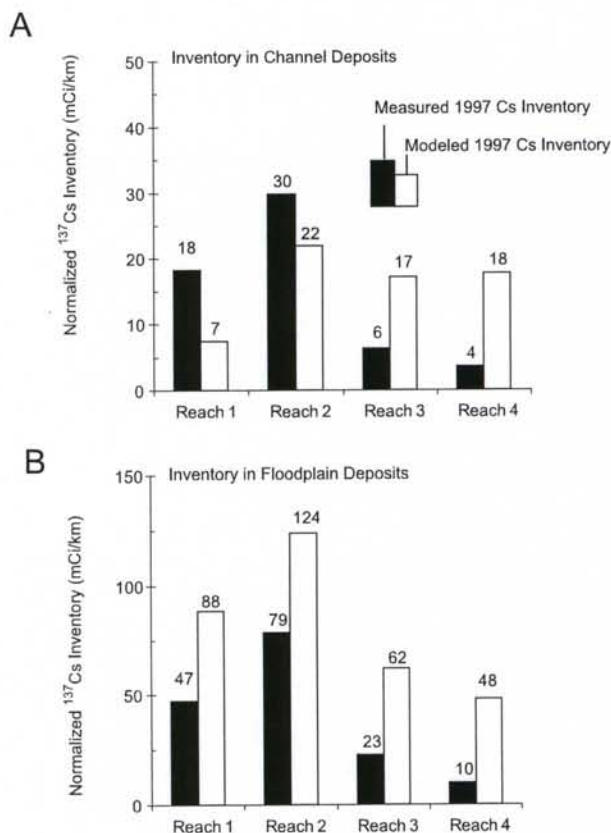 A
Inventory in Channel Deposits
Normalized ¹³⁷Cs Inventory (mCi/km)
50
40
30
20
10
0
Measured 1997 Cs Inventory
Modeled 1997 Cs Inventory
18
7
30
22
6
17
4
18
Reach 1
Reach 2
Reach 3
Reach 4
B
Inventory in Floodplain Deposits
Normalized ¹³⁷Cs Inventory (mCi/km)
150
100
50
0
47
88
79
124
23
62
10
48
Reach 1
Reach 2
Reach 3
Reach 4